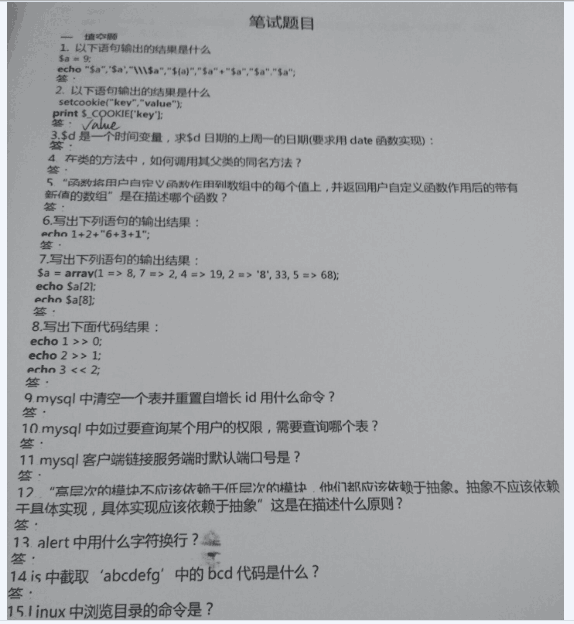 笔试题目
一 填空题
1. 以下语句输出的结果是什么
$a = 9;
echo "$a",'$a',"\\\$a","${a}","$a"+"$a","$a"."$a";
答：
2. 以下语句输出的结果是什么
setcookie("key","value");
print $_COOKIE['key'];
答： value
3.$d 是一个时间变量，求$d 日期的上周一的日期(要求用 date 函数实现)：
答：
4. 在类的方法中，如何调用其父类的同名方法？
答：
5. “函数将用户自定义函数作用到数组中的每个值上，并返回用户自定义函数作用后的带有
新值的数组” 是在描述哪个函数？
答：
6.写出下列语句的输出结果：
echo 1+2+"6+3+1";
答：
7.写出下列语句的输出结果：
$a = array(1 => 8, 7 => 2, 4 => 19, 2 => '8', 33, 5 => 68);
echo $a[2];
echo $a[8];
答：
8.写出下面代码结果：
echo 1 >> 0;
echo 2 >> 1;
echo 3 << 2;
答：
9 mysql 中清空一个表并重置自增长 id 用什么命令？
答：
10 mysql 中如过要查询某个用户的权限，需要查询哪个表？
答：
11 mysql 客户端链接服务端时默认端口号是？
答：
12. “高层次的模块不应该依赖于低层次的模块，他们都应该依赖于抽象。抽象不应该依赖
于具体实现，具体实现应该依赖于抽象” 这是在描述什么原则？
答：
13. alert 中用什么字符换行？
答：
14 js 中截取 ‘abcdefg’ 中的 bcd 代码是什么？
答：
15 Linux 中浏览目录的命令是？